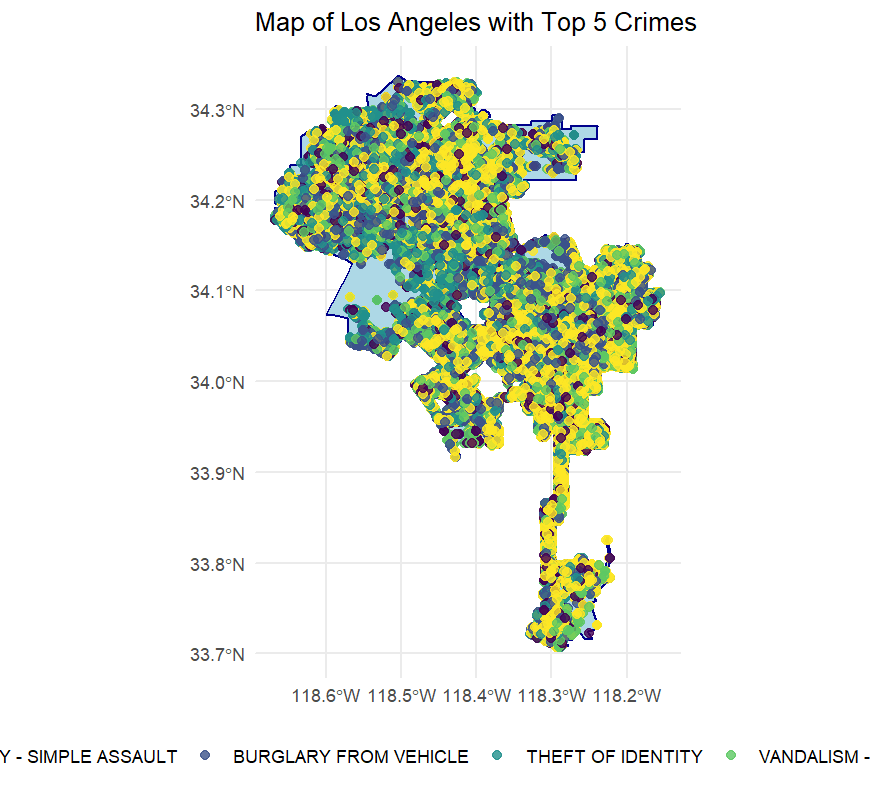 Map of Los Angeles with Top 5 Crimes
34.3°N
34.2°N
34.1°N
34.0°N
33.9°N
33.8°N
33.7°N
118.6°W 118.5°W 118.4°W 118.3°W 118.2°W
Y - SIMPLE ASSAULT BURGLARY FROM VEHICLE THEFT OF IDENTITY VANDALISM -